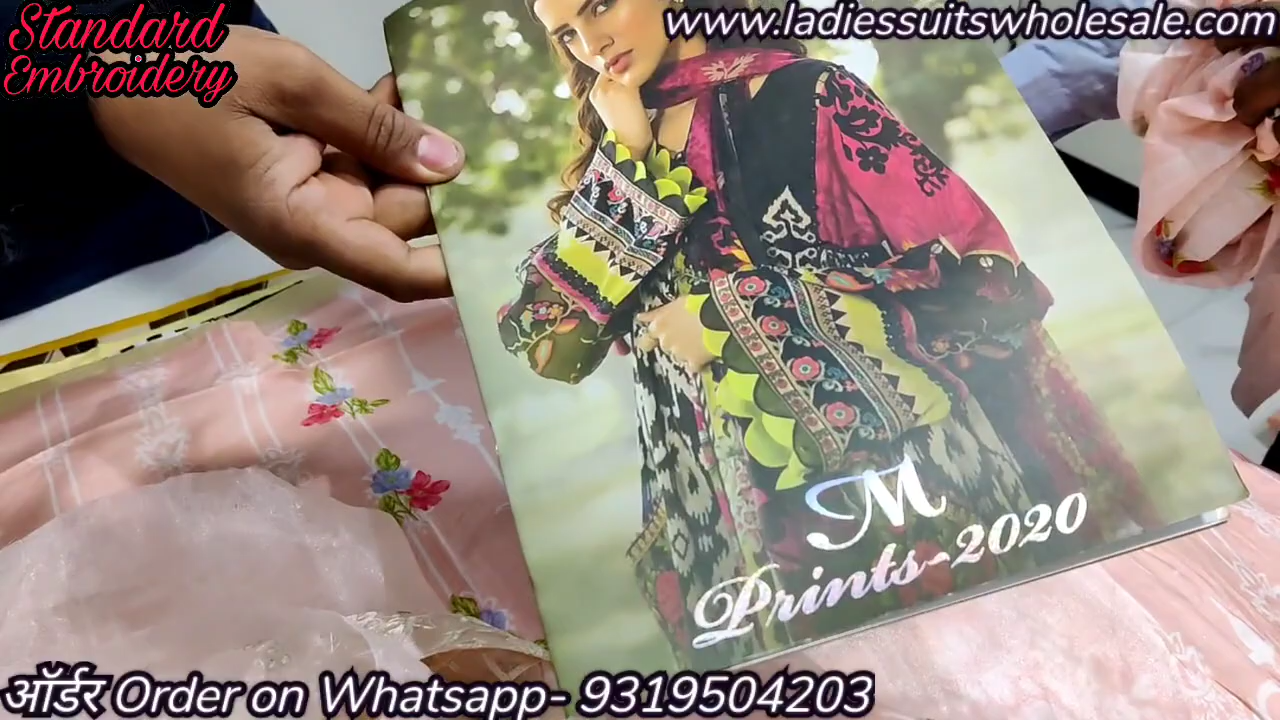 Standard
Embroidery
www.ladiessuitswholesale.com
M
Prints-2020
ऑर्डर Order on Whatsapp- 9319504203